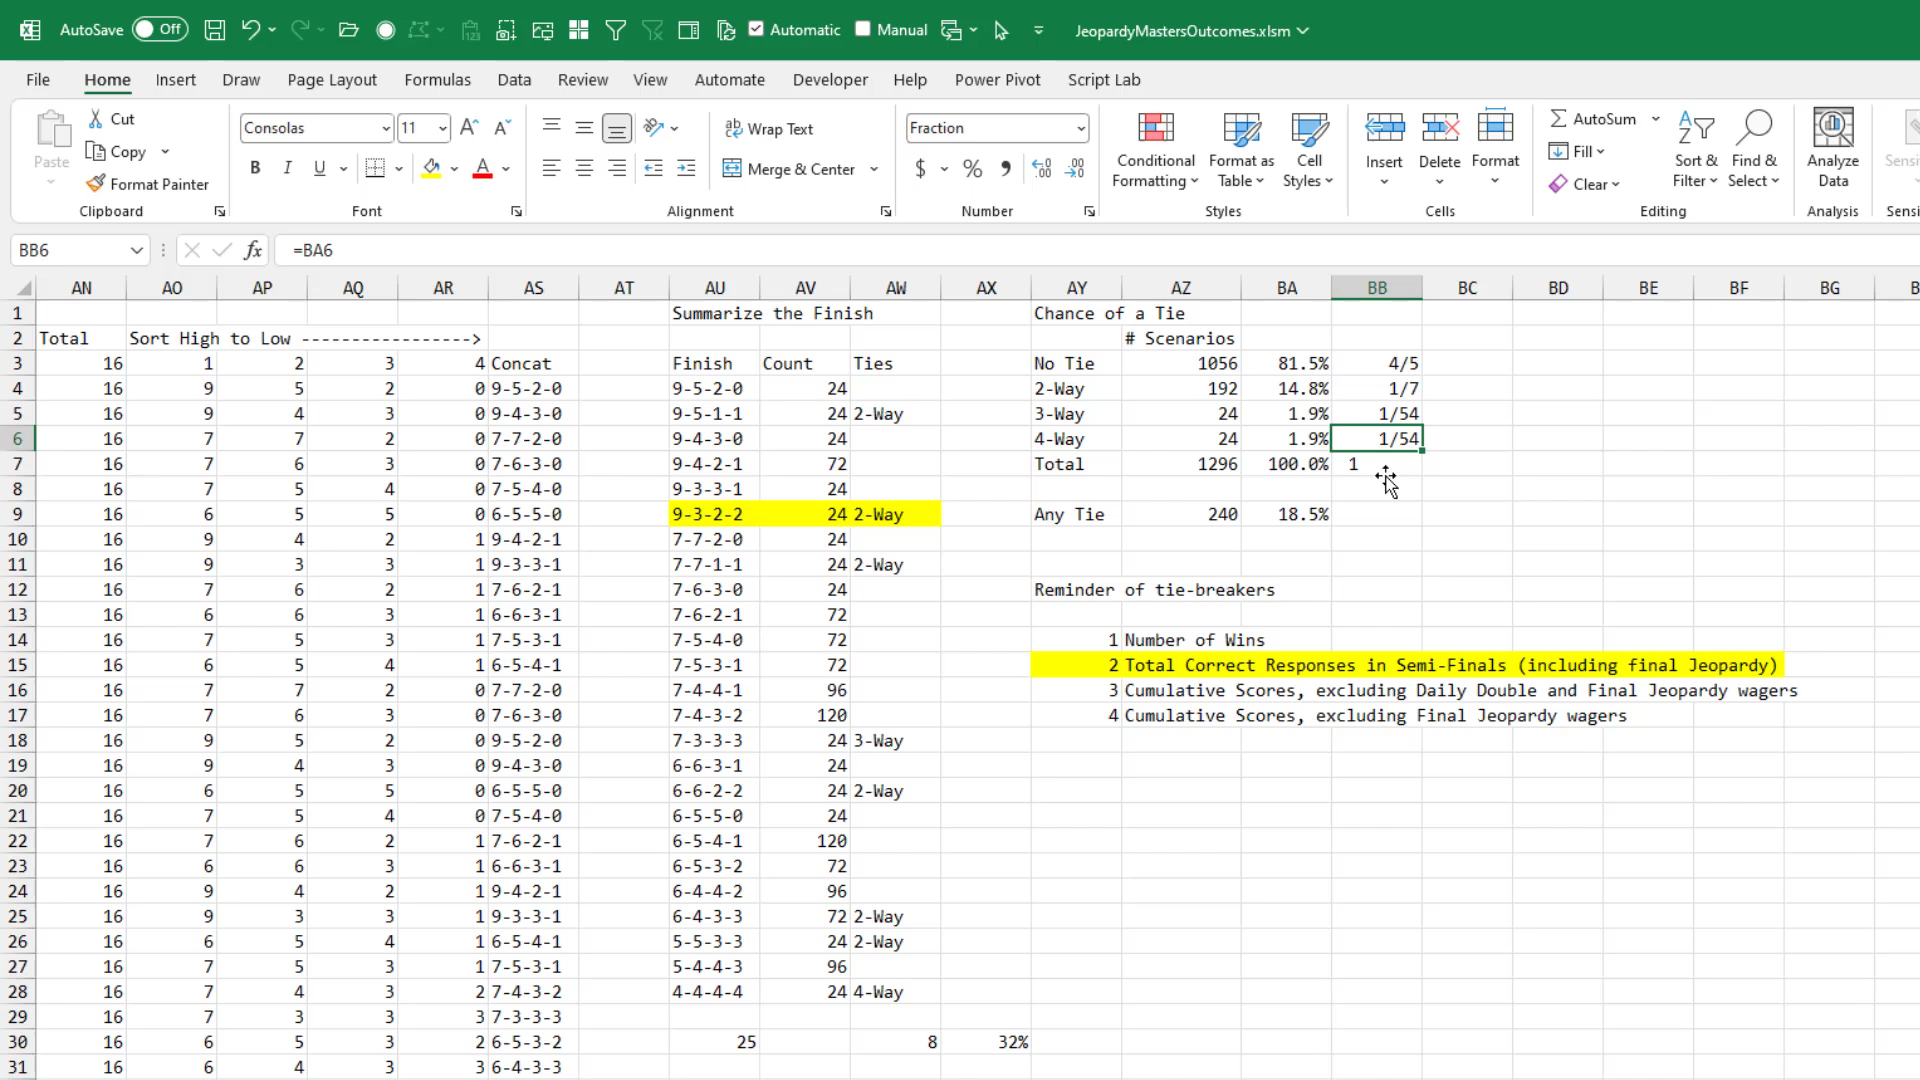 AutoSave Off Automatic Manual JeopardyMastersOutcomes.xlsm
File Home Insert Draw Page Layout Formulas Data Review View Automate Developer Help Power Pivot Script Lab
Paste Cut Copy Format Painter Clipboard
Consolas 11 B I U Font
Wrap Text Merge & Center Alignment
Fraction $ % Number
Conditional Formatting Format as Table Cell Styles Styles
Insert Delete Format Cells
AutoSum Fill Clear Sort & Filter Find & Select Editing
Analyze Data Analysis
BB6 fx =BA6
AN AO AP AQ AR AS AT AU AV AW AX AY AZ BA BB BC BD BE BF BG
1 Summarize the Finish Chance of a Tie
2 Total Sort High to Low -----------------> # Scenarios
3 16 1 2 3 4 Concat Finish Count Ties No Tie 1056 81.5% 4/5
4 16 9 5 2 0 9-5-2-0 9-5-2-0 24 2-Way 192 14.8% 1/7
5 16 9 4 3 0 9-4-3-0 9-5-1-1 24 2-Way 3-Way 24 1.9% 1/54
6 16 7 7 2 0 7-7-2-0 9-4-3-0 24 4-Way 24 1.9% 1/54
7 16 7 6 3 0 7-6-3-0 9-4-2-1 72 Total 1296 100.0% 1
8 16 7 5 4 0 7-5-4-0 9-3-3-1 24
9 16 6 5 5 0 6-5-5-0 9-3-2-2 24 2-Way Any Tie 240 18.5%
10 16 9 4 2 1 9-4-2-1 7-7-2-0 24
11 16 9 3 3 1 9-3-3-1 7-7-1-1 24 2-Way
12 16 7 6 2 1 7-6-2-1 7-6-3-0 24 Reminder of tie-breakers
13 16 6 6 3 1 6-6-3-1 7-6-2-1 72
14 16 7 5 3 1 7-5-3-1 7-5-4-0 72 1 Number of Wins
15 16 6 5 4 1 6-5-4-1 7-5-3-1 72 2 Total Correct Responses in Semi-Finals (including final Jeopardy)
16 16 7 7 2 0 7-7-2-0 7-4-4-1 96 3 Cumulative Scores, excluding Daily Double and Final Jeopardy wagers
17 16 7 6 3 0 7-6-3-0 7-4-3-2 120 4 Cumulative Scores, excluding Final Jeopardy wagers
18 16 9 5 2 0 9-5-2-0 7-3-3-3 24 3-Way
19 16 9 4 3 0 9-4-3-0 6-6-3-1 24
20 16 6 5 5 0 6-5-5-0 6-6-2-2 24 2-Way
21 16 7 5 4 0 7-5-4-0 6-5-5-0 24
22 16 7 6 2 1 7-6-2-1 6-5-4-1 120
23 16 6 6 3 1 6-6-3-1 6-5-3-2 72
24 16 9 4 2 1 9-4-2-1 6-4-4-2 96
25 16 9 3 3 1 9-3-3-1 6-4-3-3 72 2-Way
26 16 6 5 4 1 6-5-4-1 5-5-3-3 24 2-Way
27 16 7 5 3 1 7-5-3-1 5-4-4-3 96
28 16 7 4 3 2 7-4-3-2 4-4-4-4 24 4-Way
29 16 7 3 3 3 7-3-3-3
30 16 6 5 3 2 6-5-3-2 25 8 32%
31 16 6 4 3 3 6-4-3-3